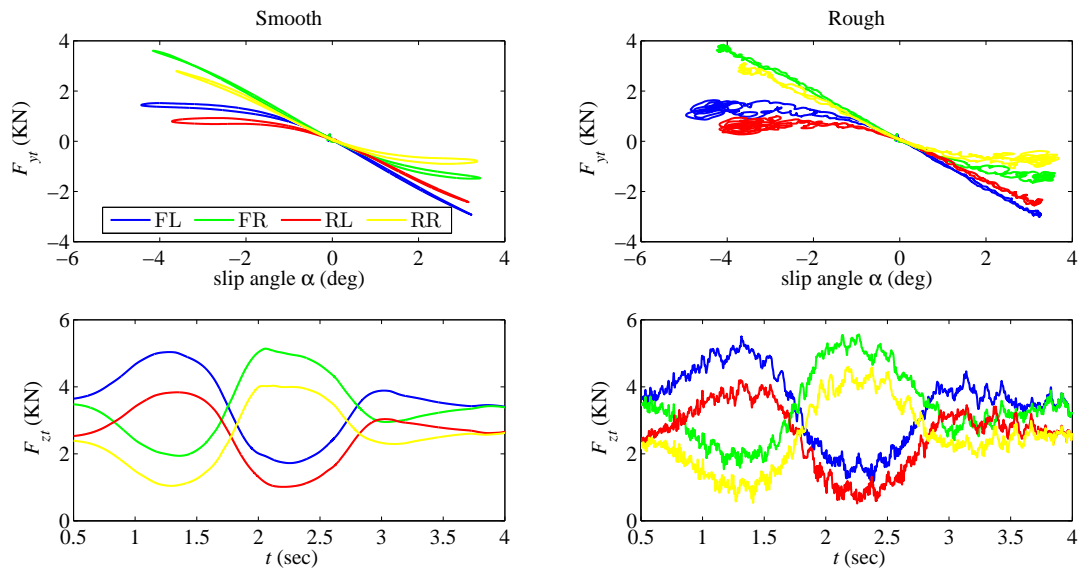 Smooth
Rough
4
2
0
−2
−4
F_yt (KN)
FL FR RL RR
−6 −4 −2 0 2 4
slip angle α (deg)
4
2
0
−2
−4
F_yt (KN)
−6 −4 −2 0 2 4
slip angle α (deg)
6
4
2
0
F_zt (KN)
0.5 1 1.5 2 2.5 3 3.5 4
t (sec)
6
4
2
0
F_zt (KN)
0.5 1 1.5 2 2.5 3 3.5 4
t (sec)